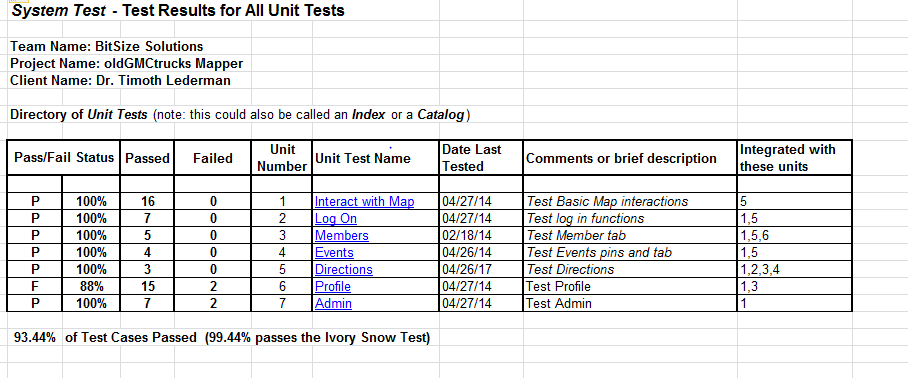 System Test - Test Results for All Unit Tests
Team Name: BitSize Solutions
Project Name: oldGMCtrucks Mapper
Client Name: Dr. Timoth Lederman
Directory of Unit Tests (note: this could also be called an Index or a Catalog)
Pass/Fail Status Passed Failed Unit Number Unit Test Name Date Last Tested Comments or brief description Integrated with these units
P 100% 16 0 1 Interact with Map 04/27/14 Test Basic Map interactions 5
P 100% 7 0 2 Log On 04/27/14 Test log in functions 1,5
P 100% 5 0 3 Members 02/18/14 Test Member tab 1,5,6
P 100% 4 0 4 Events 04/26/14 Test Events pins and tab 1,5
P 100% 3 0 5 Directions 04/26/17 Test Directions 1,2,3,4
F 88% 15 2 6 Profile 04/27/14 Test Profile 1,3
P 100% 7 2 7 Admin 04/27/14 Test Admin 1
93.44% of Test Cases Passed (99.44% passes the Ivory Snow Test)